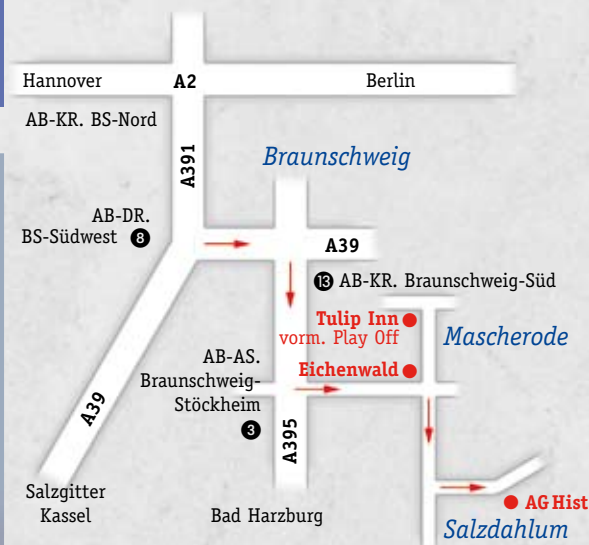 Hannover
A2
Berlin
AB-KR. BS-Nord
A391
Braunschweig
AB-DR.
BS-Südwest 8
A39
13 AB-KR. Braunschweig-Süd
Tulip Inn
vorm. Play Off
Mascherode
AB-AS.
Braunschweig-
Stöckheim
3
Eichenwald
A39
A395
Salzgitter
Kassel
Bad Harzburg
AG Hist
Salzdahlum